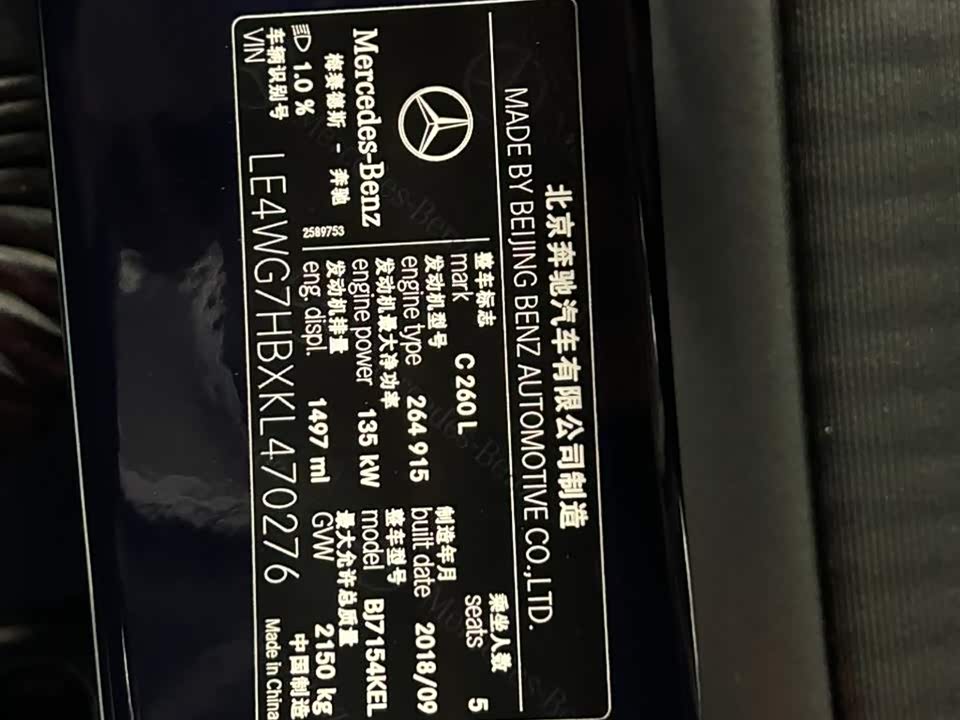 北京奔驰汽车有限公司制造
MADE BY BEIJING BENZ AUTOMOTIVE CO.,LTD.
Mercedes-Benz
梅赛德斯 - 奔驰
1.0 %
2589753
整车标志
mark C 260 L
乘坐人数
seats 5
发动机型号
engine type 264 915
制造年月
built date 2018/09
发动机最大净功率
engine power 135 kW
整车型号
model BJ7154KEL
发动机排量
eng. displ. 1497 ml
最大允许总质量
GVW 2150 kg
车辆识别号
VIN LE4WG7HBXKL470276
中国制造
Made in China